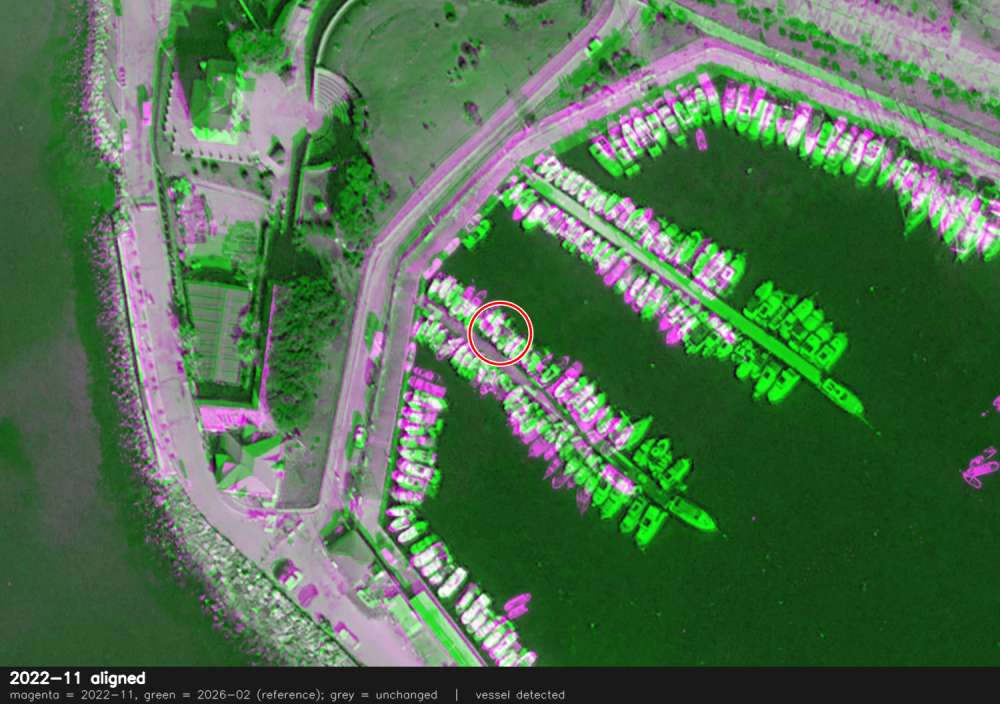 2022-11 aligned
magenta = 2022-11, green = 2026-02 (reference); grey = unchanged | vessel detected